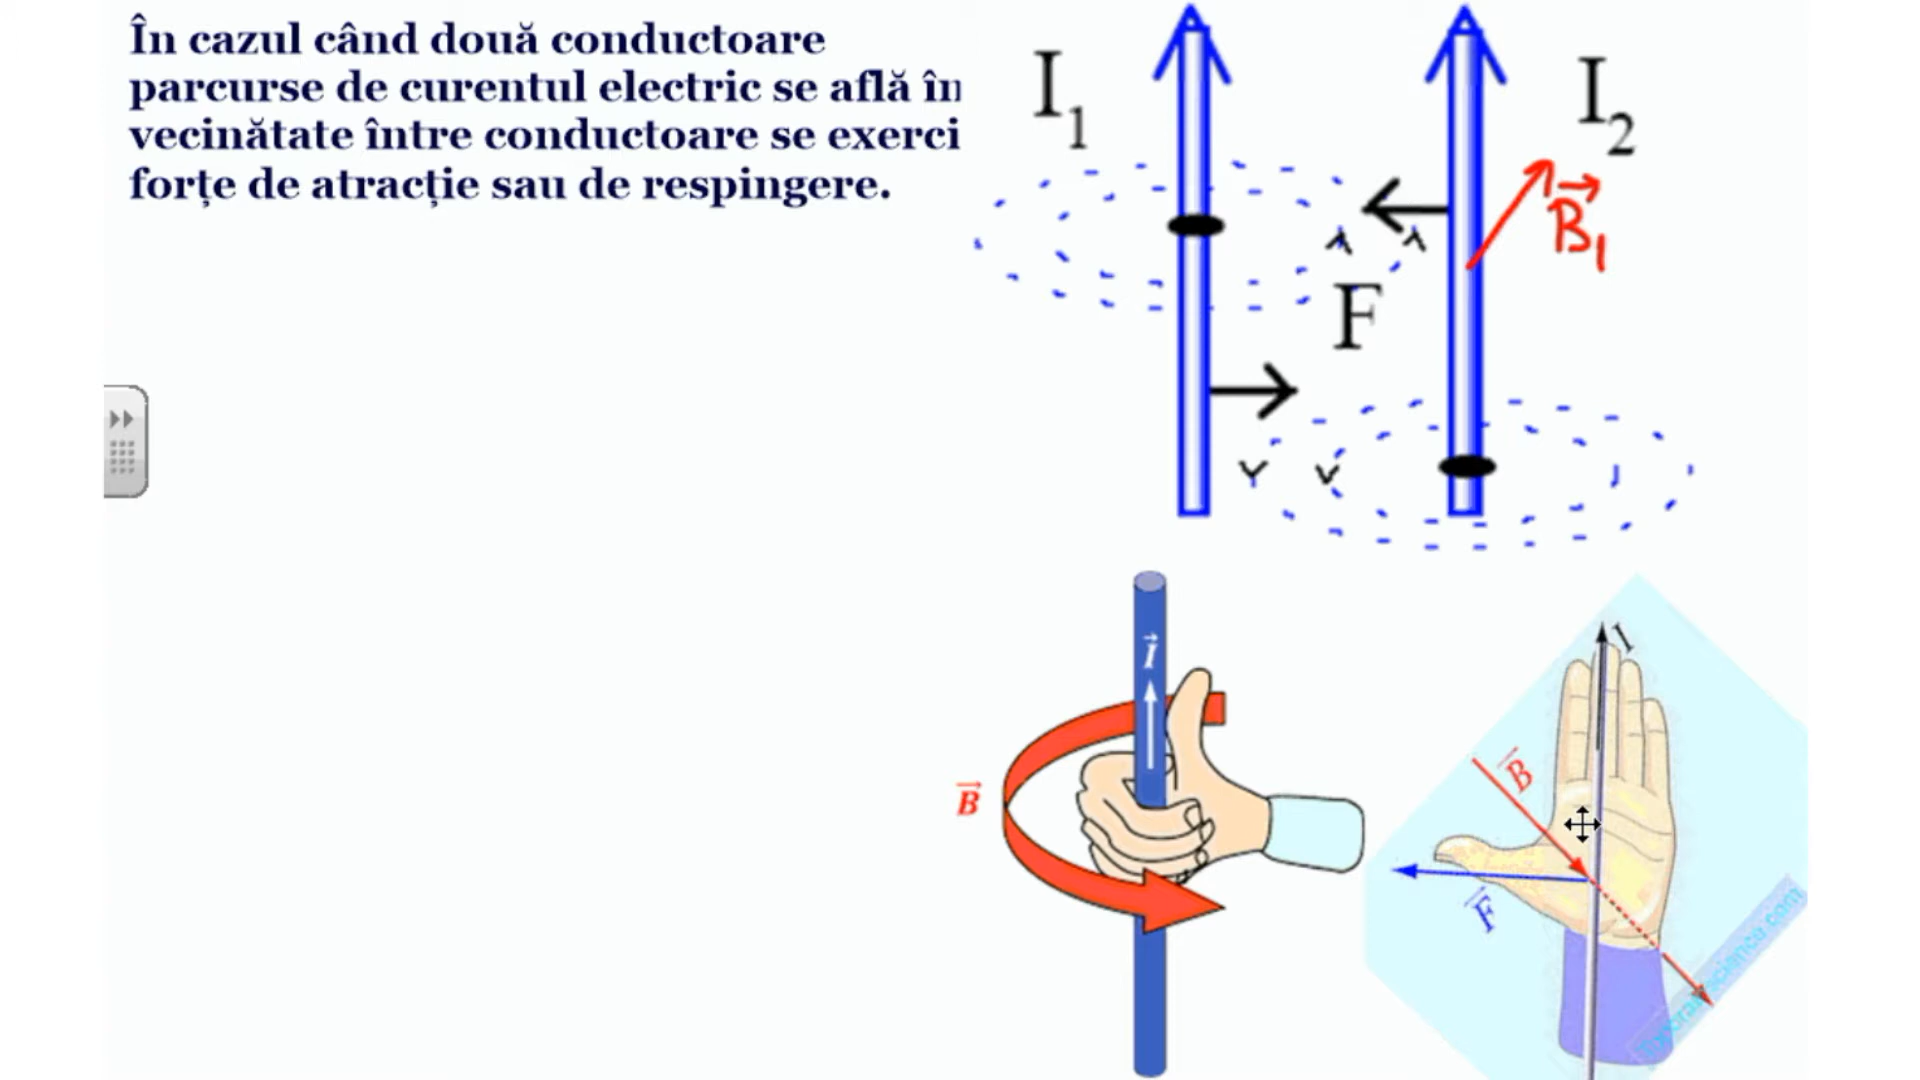 În cazul când două conductoare
parcurse de curentul electric se află în
vecinătate între conductoare se exerci
forțe de atracție sau de respingere.
I₁
I₂
B₁
F
I
B
I
B
F